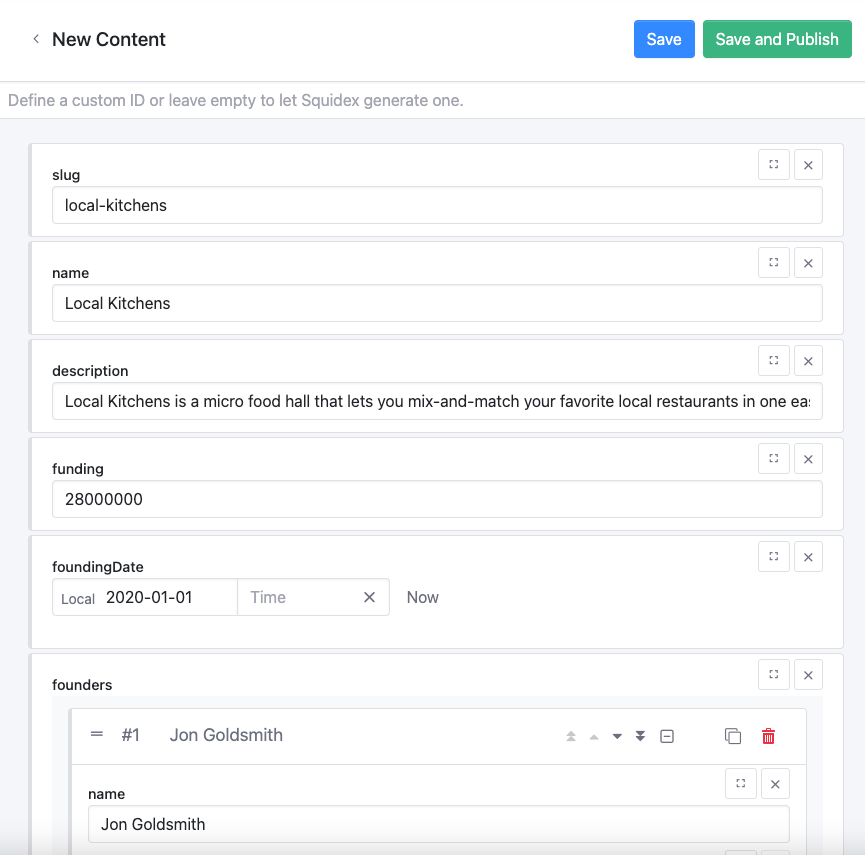 New Content
Save
Save and Publish
Define a custom ID or leave empty to let Squidex generate one.
slug
local-kitchens
name
Local Kitchens
description
Local Kitchens is a micro food hall that lets you mix-and-match your favorite local restaurants in one
funding
28000000
foundingDate
Local 2020-01-01 Time Now
founders
#1 Jon Goldsmith
name
Jon Goldsmith